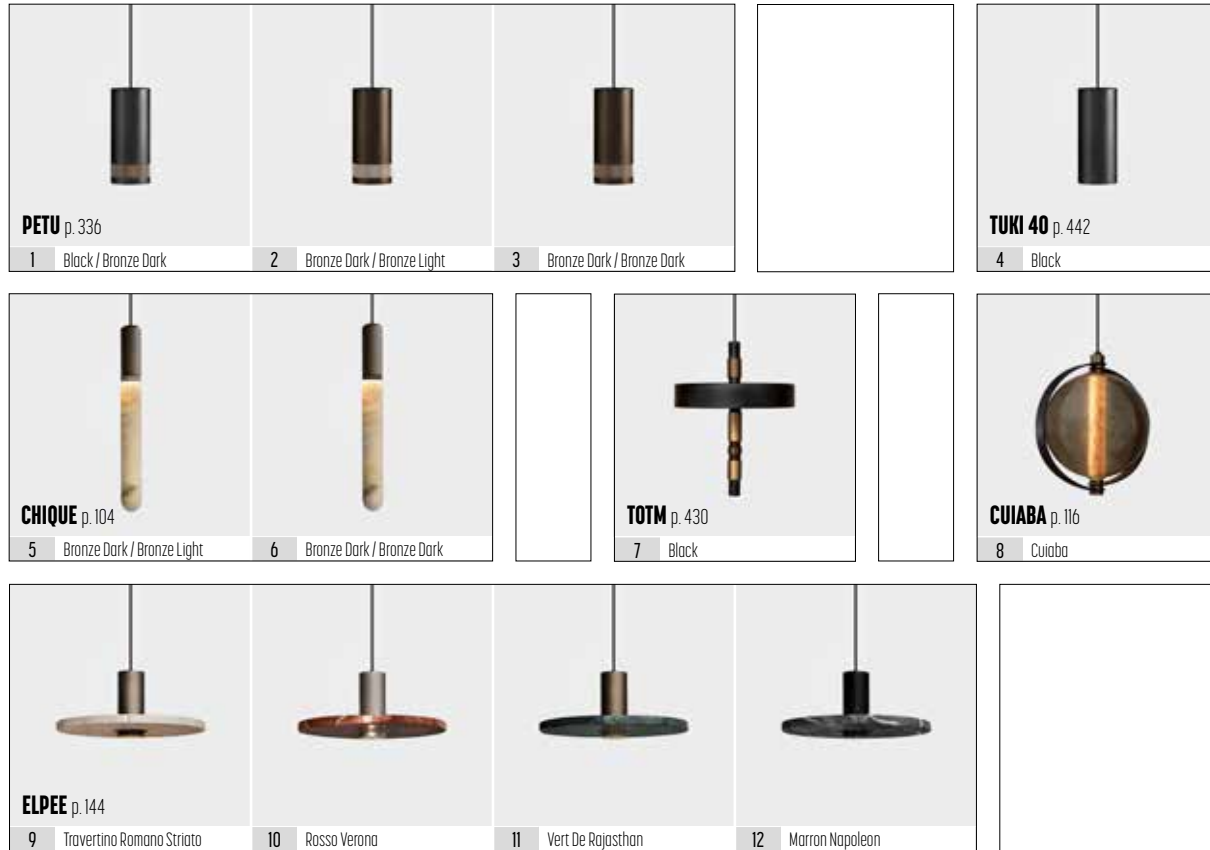 PETU p. 336
1 Black / Bronze Dark
2 Bronze Dark / Bronze Light
3 Bronze Dark / Bronze Dark
TUKI 40 p. 442
4 Black
CHIQUE p. 104
5 Bronze Dark / Bronze Light
6 Bronze Dark / Bronze Dark
TOTM p. 430
7 Black
CUIABA p. 116
8 Cuiaba
ELPEE p. 144
9 Travertino Romano Striato
10 Rosso Verona
11 Vert De Rajasthan
12 Marron Napoleon